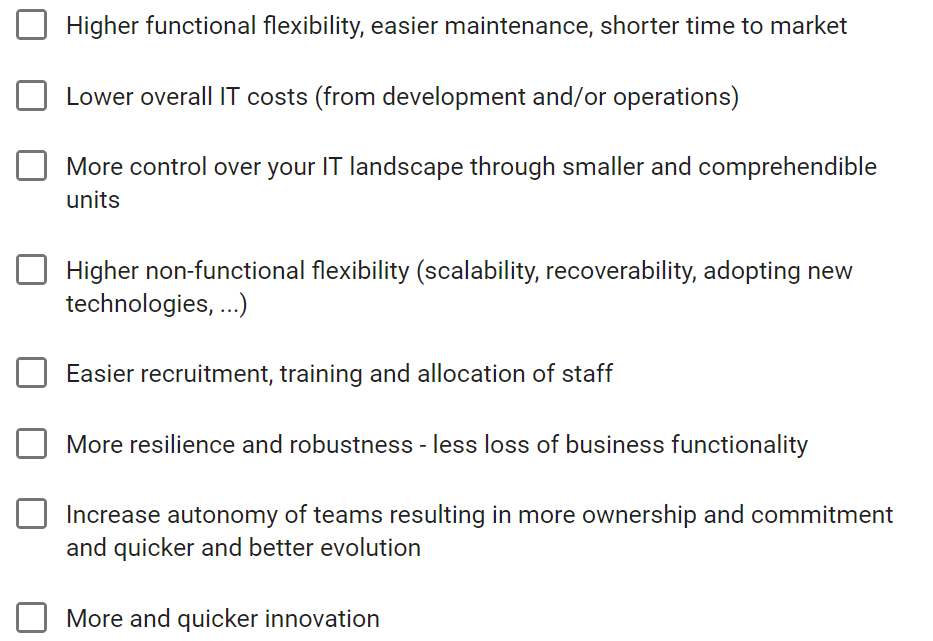 Higher functional flexibility, easier maintenance, shorter time to market
Lower overall IT costs (from development and/or operations)
More control over your IT landscape through smaller and comprehendible
units
Higher non-functional flexibility (scalability, recoverability, adopting new
technologies, ...)
Easier recruitment, training and allocation of staff
More resilience and robustness - less loss of business functionality
Increase autonomy of teams resulting in more ownership and commitment
and quicker and better evolution
More and quicker innovation